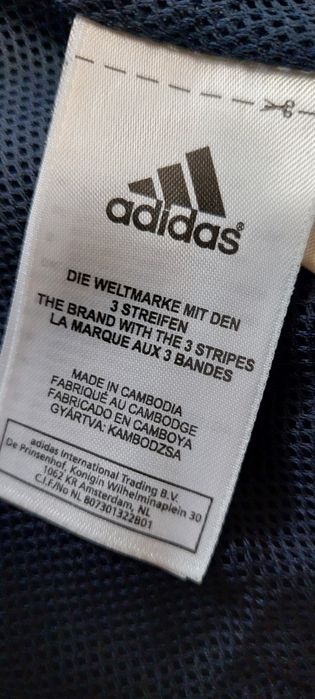 adidas®
DIE WELTMARKE MIT DEN
3 STREIFEN
THE BRAND WITH THE 3 STRIPES
LA MARQUE AUX 3 BANDES
MADE IN CAMBODIA
FABRIQUÉ AU CAMBODGE
FABRICADO EN CAMBOYA
GYÁRTVA: KAMBODZSA
adidas International Trading B.V.
De Prinsenhof, Konigin Wilhelminaplein 30
1062 KR Amsterdam, NL
C.I.F./No NL 807301322B01